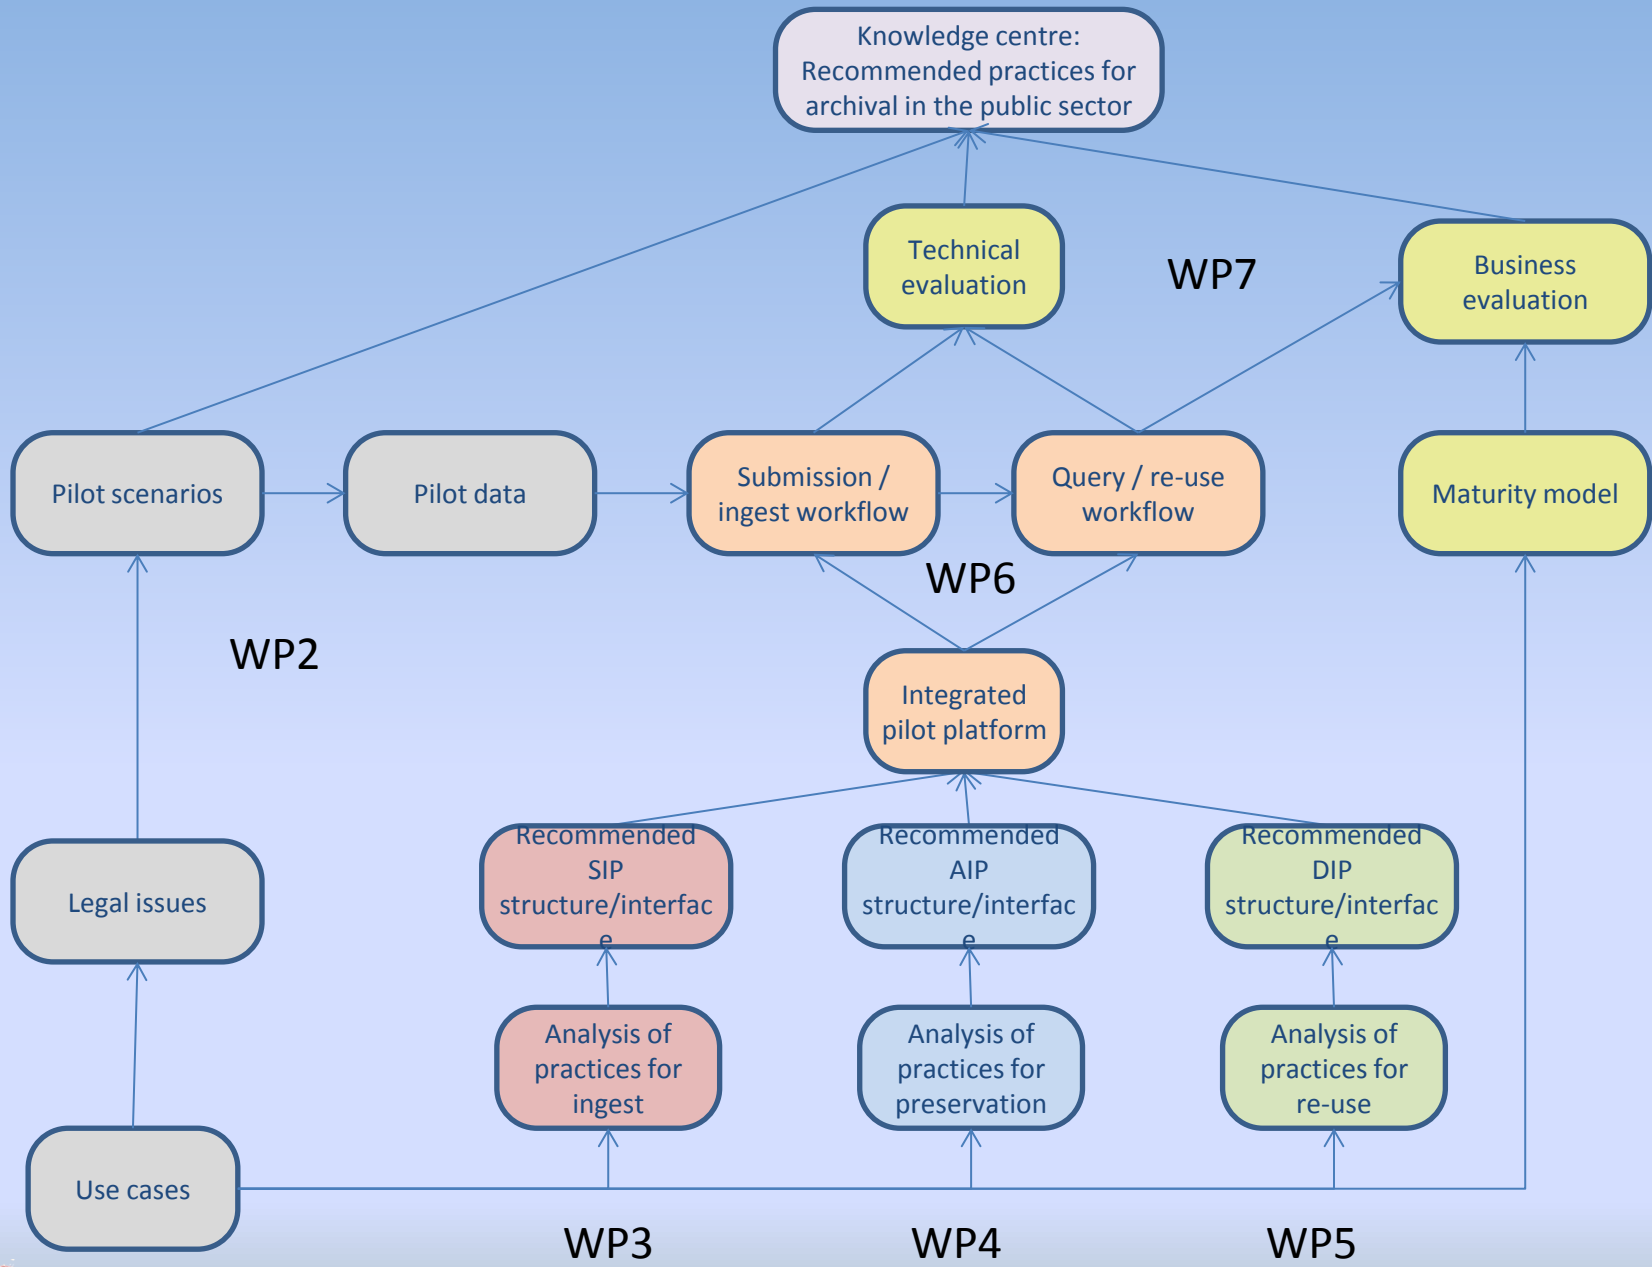 Knowledge centre:
Recommended practices for
archival in the public sector
Technical
evaluation
WP7
Business
evaluation
Pilot scenarios
Pilot data
Submission /
ingest workflow
Query / re-use
workflow
Maturity model
WP6
WP2
Integrated
pilot platform
Legal issues
Recommended
SIP
structure/interfac
e
Recommended
AIP
structure/interfac
e
Recommended
DIP
structure/interfac
e
Analysis of
practices for
ingest
Analysis of
practices for
preservation
Analysis of
practices for
re-use
Use cases
WP3
WP4
WP5